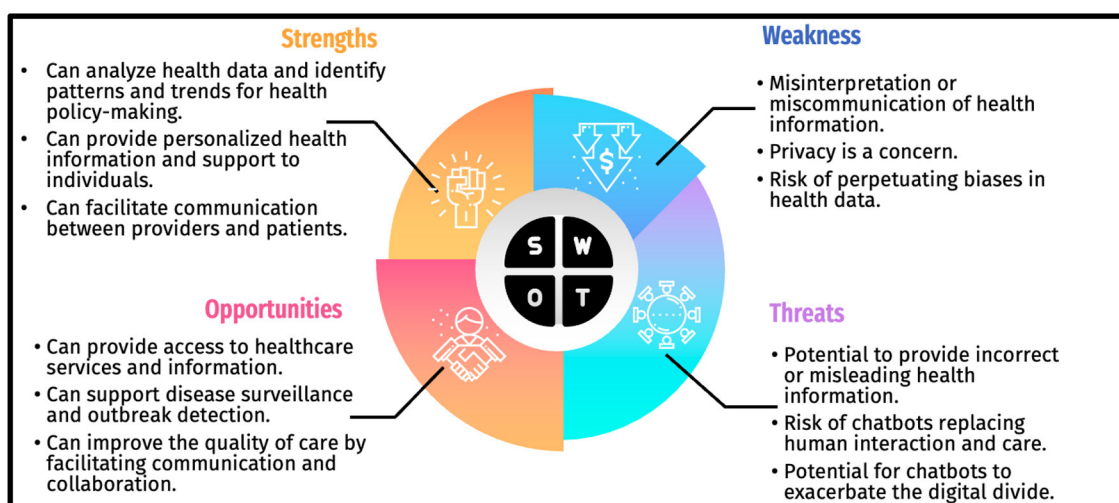 Strengths
• Can analyze health data and identify
patterns and trends for health
policy-making.
• Can provide personalized health
information and support to
individuals.
• Can facilitate communication
between providers and patients.
Weakness
• Misinterpretation or
miscommunication of health
information.
• Privacy is a concern.
• Risk of perpetuating biases in
health data.
$
S W
O T
Opportunities
• Can provide access to healthcare
services and information.
• Can support disease surveillance
and outbreak detection.
• Can improve the quality of care by
facilitating communication and
collaboration.
Threats
• Potential to provide incorrect
or misleading health
information.
• Risk of chatbots replacing
human interaction and care.
• Potential for chatbots to
exacerbate the digital divide.